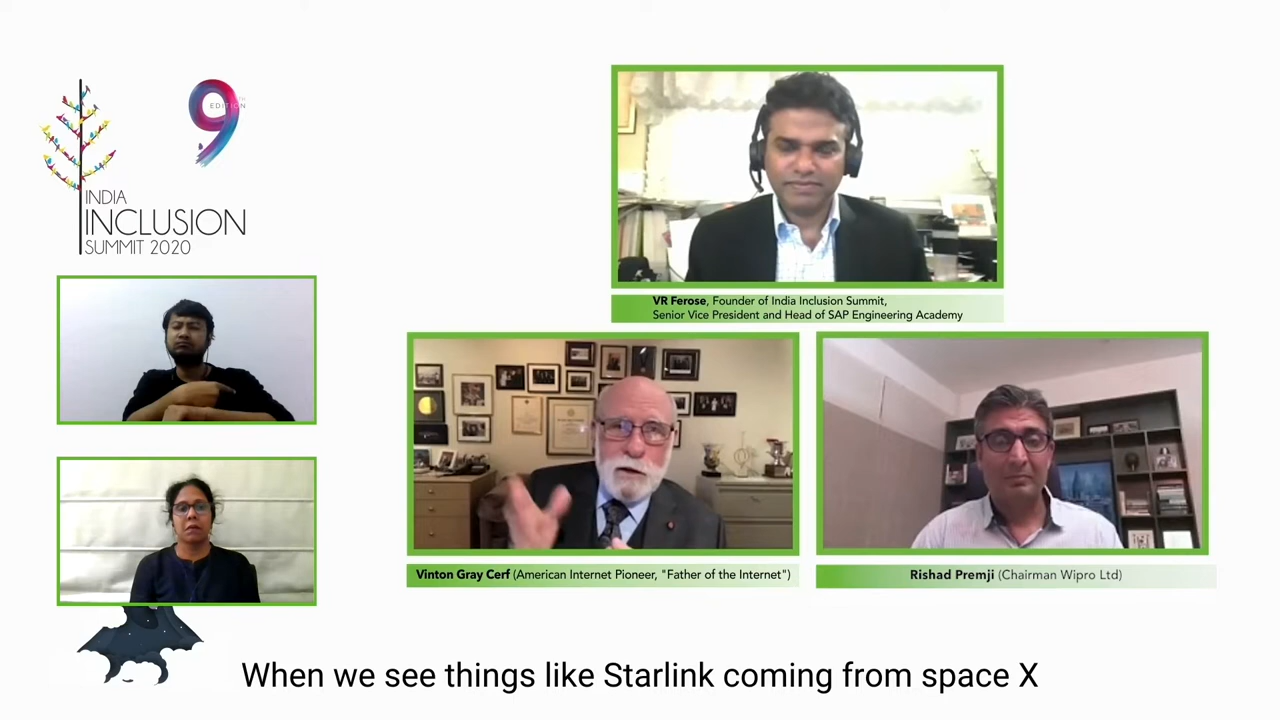 9
TH
EDITION
INDIA
INCLUSION
SUMMIT 2020
VR Ferose, Founder of India Inclusion Summit,
Senior Vice President and Head of SAP Engineering Academy
Vinton Gray Cerf (American Internet Pioneer, "Father of the Internet")
Rishad Premji (Chairman Wipro Ltd)
When we see things like Starlink coming from space X